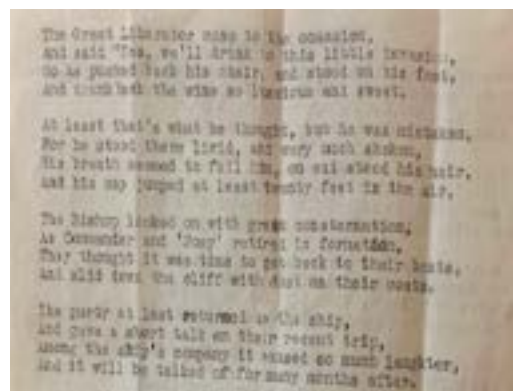 The Great Liberator rose to the occasion,
And said "Yes, we'll drink to this little invasion,
So he pushed back his chair, and stood on his feet,
And drank the wine so luscious and sweet.
At least that's what he thought, but he was mistaken,
For he stood there livid, and very much shaken,
His breath seemed to fail him, on end stood his hair,
And his cap jumped at least twenty feet in the air.
The Bishop looked on with great consternation,
As Commander and 'Joey' retired in formation,
They thought it was time to get back to their boats,
And slid down the cliff with dust on their coats.
The party at last returned to the ship,
And gave a short talk on their recent trip,
Among the ship's company it caused so much laughter,
And it will be talked of for many months after.